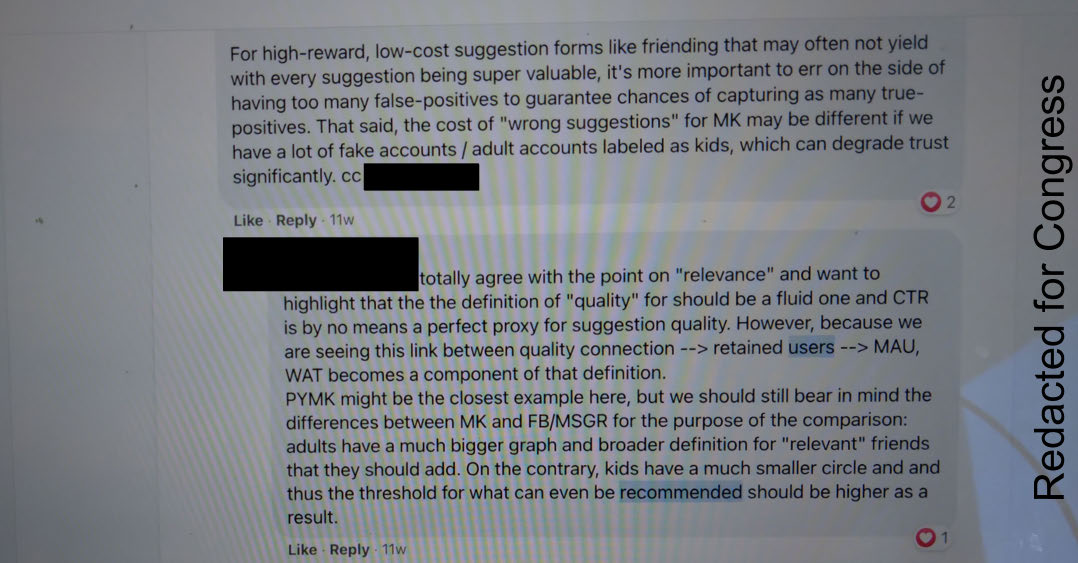 For high-reward, low-cost suggestion forms like friending that may often not yield
with every suggestion being super valuable, it's more important to err on the side of
having too many false-positives to guarantee chances of capturing as many true-
positives. That said, the cost of "wrong suggestions" for MK may be different if we
have a lot of fake accounts / adult accounts labeled as kids, which can degrade trust
significantly. cc
2
Like · Reply · 11w
totally agree with the point on "relevance" and want to
highlight that the the definition of "quality" for should be a fluid one and CTR
is by no means a perfect proxy for suggestion quality. However, because we
are seeing this link between quality connection --> retained users --> MAU,
WAT becomes a component of that definition.
PYMK might be the closest example here, but we should still bear in mind the
differences between MK and FB/MSGR for the purpose of the comparison:
adults have a much bigger graph and broader definition for "relevant" friends
that they should add. On the contrary, kids have a much smaller circle and and
thus the threshold for what can even be recommended should be higher as a
result.
1
Like · Reply · 11w
Redacted for Congress